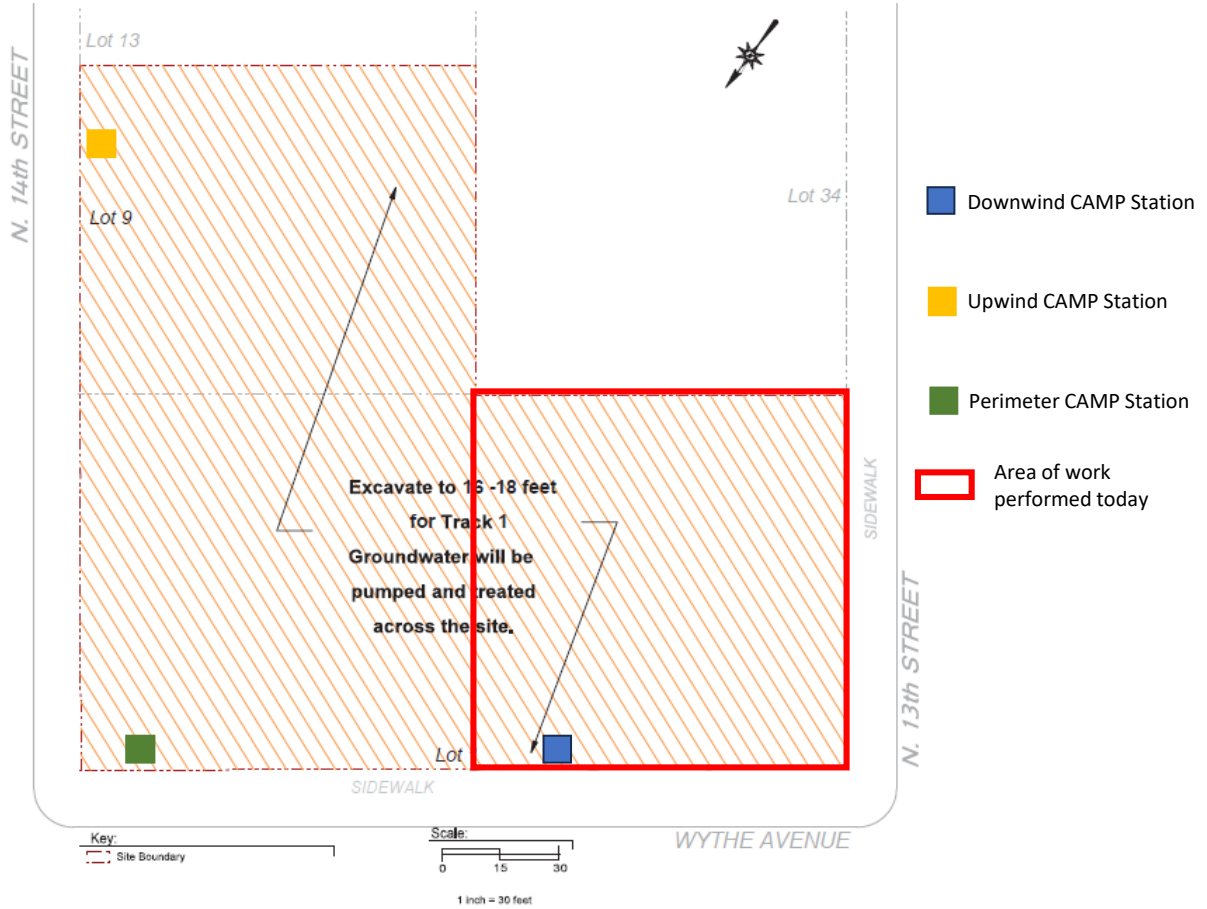 Lot 13
N. 14th STREET
Lot 9
Lot 34
Downwind CAMP Station
Upwind CAMP Station
Perimeter CAMP Station
Area of work
performed today
Excavate to 16 -18 feet
for Track 1
Groundwater will be
pumped and treated
across the site.
SIDEWALK
N. 13th STREET
Lot
SIDEWALK
WYTHE AVENUE
Key:
Site Boundary
Scale:
0 15 30
1 inch = 30 feet